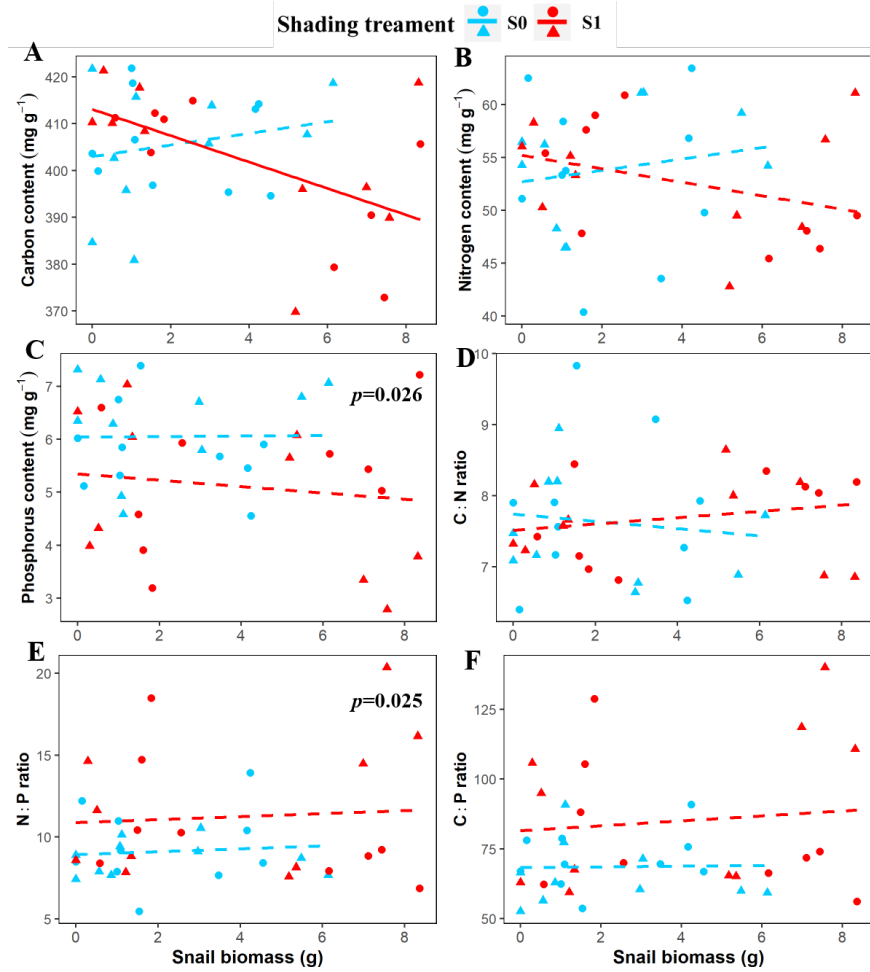 Shading treament S0 S1
A
B
Carbon content (mg g⁻¹)
420
410
400
390
380
370
0 2 4 6 8
Nitrogen content (mg g⁻¹)
60
55
50
45
40
0 2 4 6 8
C
D
Phosphorus content (mg g⁻¹)
7
6
5
4
3
p=0.026
0 2 4 6 8
C : N ratio
10
9
8
7
0 2 4 6 8
E
F
N : P ratio
20
15
10
5
p=0.025
0 2 4 6 8
Snail biomass (g)
C : P ratio
125
100
75
50
0 2 4 6 8
Snail biomass (g)